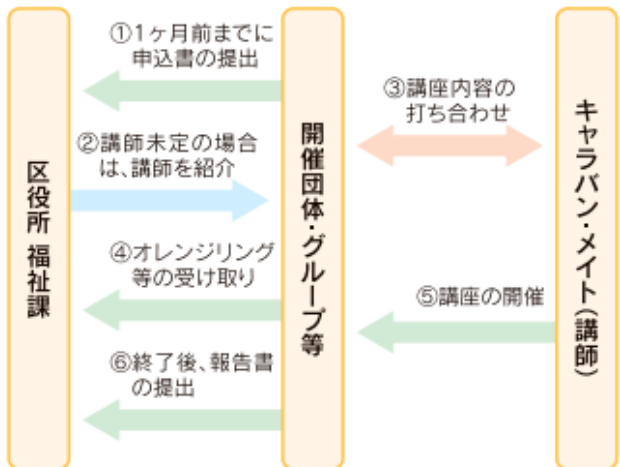 ①1ヶ月前までに
申込書の提出
②講師未定の場合
は、講師を紹介
③講座内容の
打ち合わせ
④オレンジリング
等の受け取り
⑤講座の開催
⑥終了後、報告書
の提出
区役所 福祉課
開催団体・グループ等
キャラバン・メイト(講師)